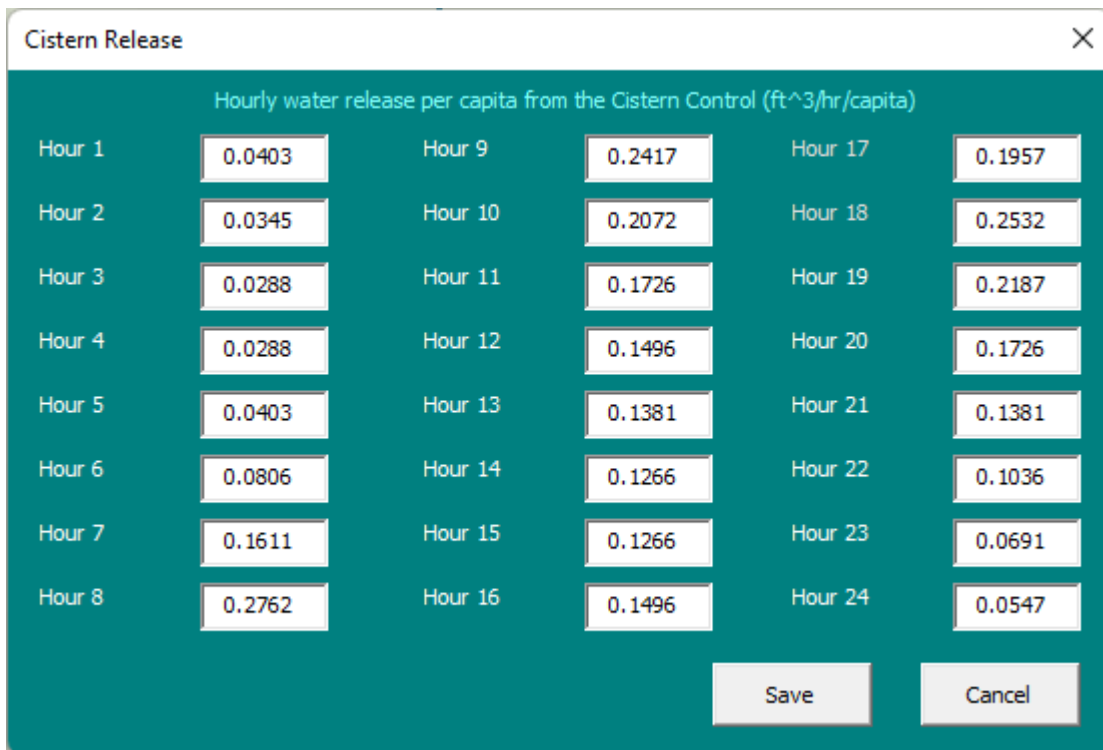 Cistern Release
Hourly water release per capita from the Cistern Control (ft^3/hr/capita)
Hour 1 0.0403 Hour 9 0.2417 Hour 17 0.1957
Hour 2 0.0345 Hour 10 0.2072 Hour 18 0.2532
Hour 3 0.0288 Hour 11 0.1726 Hour 19 0.2187
Hour 4 0.0288 Hour 12 0.1496 Hour 20 0.1726
Hour 5 0.0403 Hour 13 0.1381 Hour 21 0.1381
Hour 6 0.0806 Hour 14 0.1266 Hour 22 0.1036
Hour 7 0.1611 Hour 15 0.1266 Hour 23 0.0691
Hour 8 0.2762 Hour 16 0.1496 Hour 24 0.0547
Save Cancel